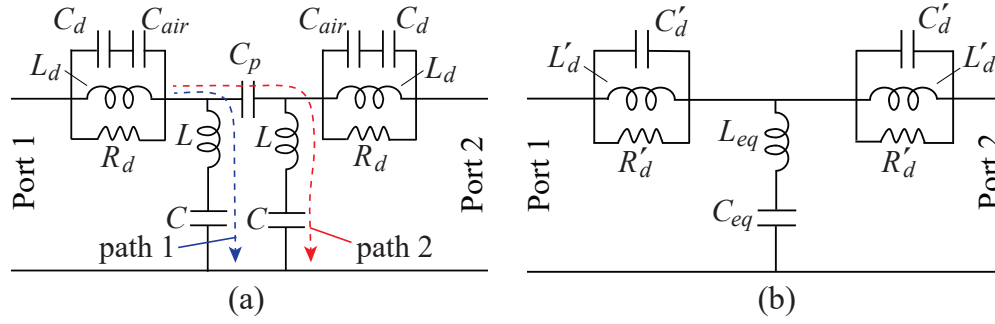 C_d C_air C_air C_d C'_d C'_d
C_p
L_d L_d L'_d L'_d
L L
R_d R_d R'_d L_eq R'_d
Port 1 Port 2 Port 1 Port 2
C C C_eq
path 1 path 2
(a) (b)